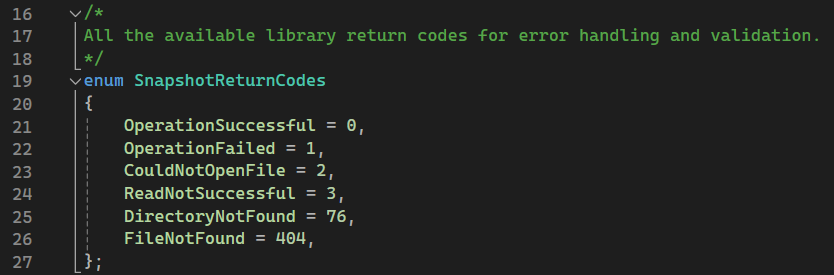 16 /*
17 All the available library return codes for error handling and validation.
18 */
19 enum SnapshotReturnCodes
20 {
21     OperationSuccessful = 0,
22     OperationFailed = 1,
23     CouldNotOpenFile = 2,
24     ReadNotSuccessful = 3,
25     DirectoryNotFound = 76,
26     FileNotFound = 404,
27 };